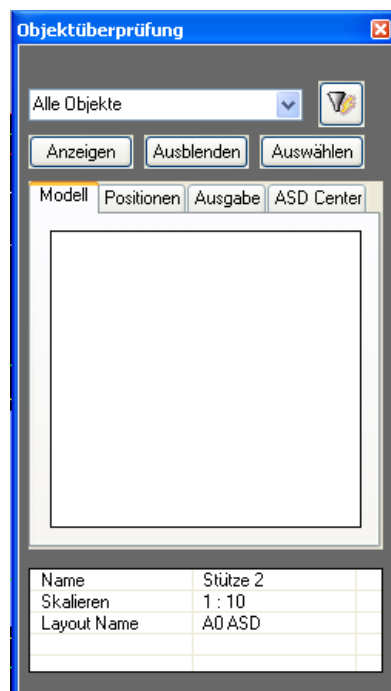 Objektüberprüfung
Alle Objekte
Anzeigen Ausblenden Auswählen
Modell Positionen Ausgabe ASD Center
Name Stütze 2
Skalieren 1 : 10
Layout Name A0 ASD